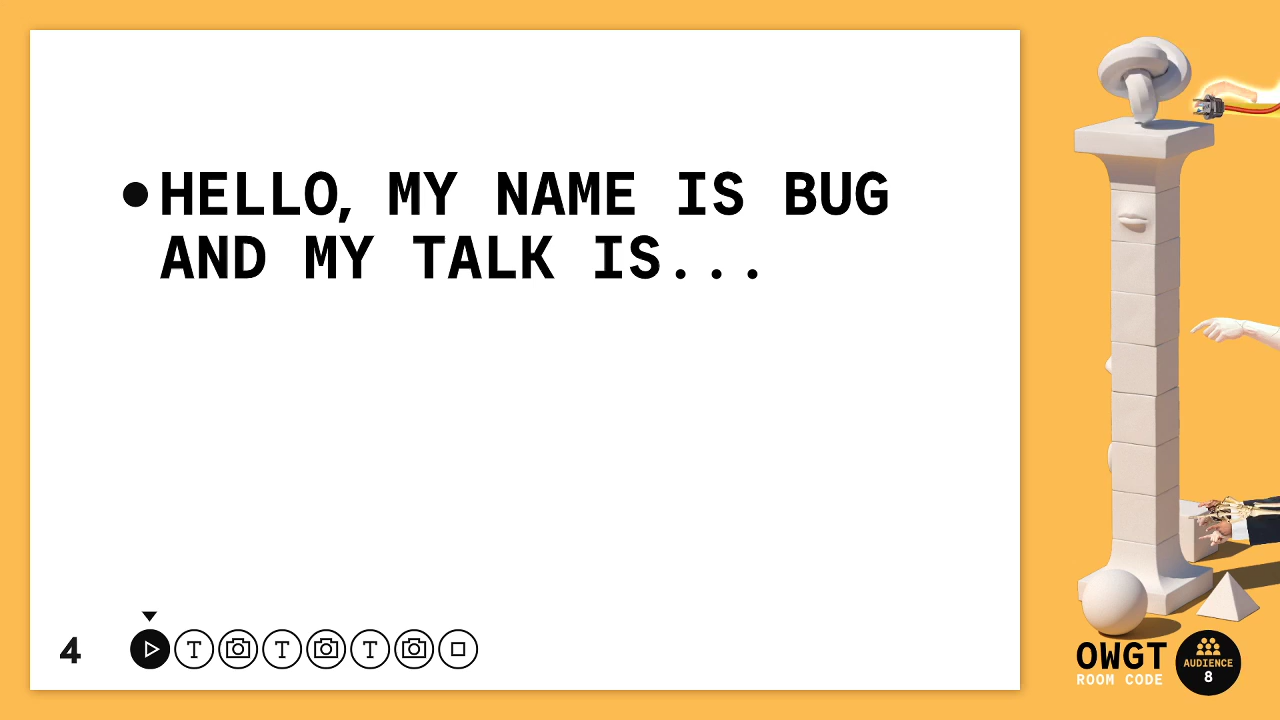 ●HELLO, MY NAME IS BUG
AND MY TALK IS...
4
T
T
T
OWGT
ROOM CODE
AUDIENCE
8